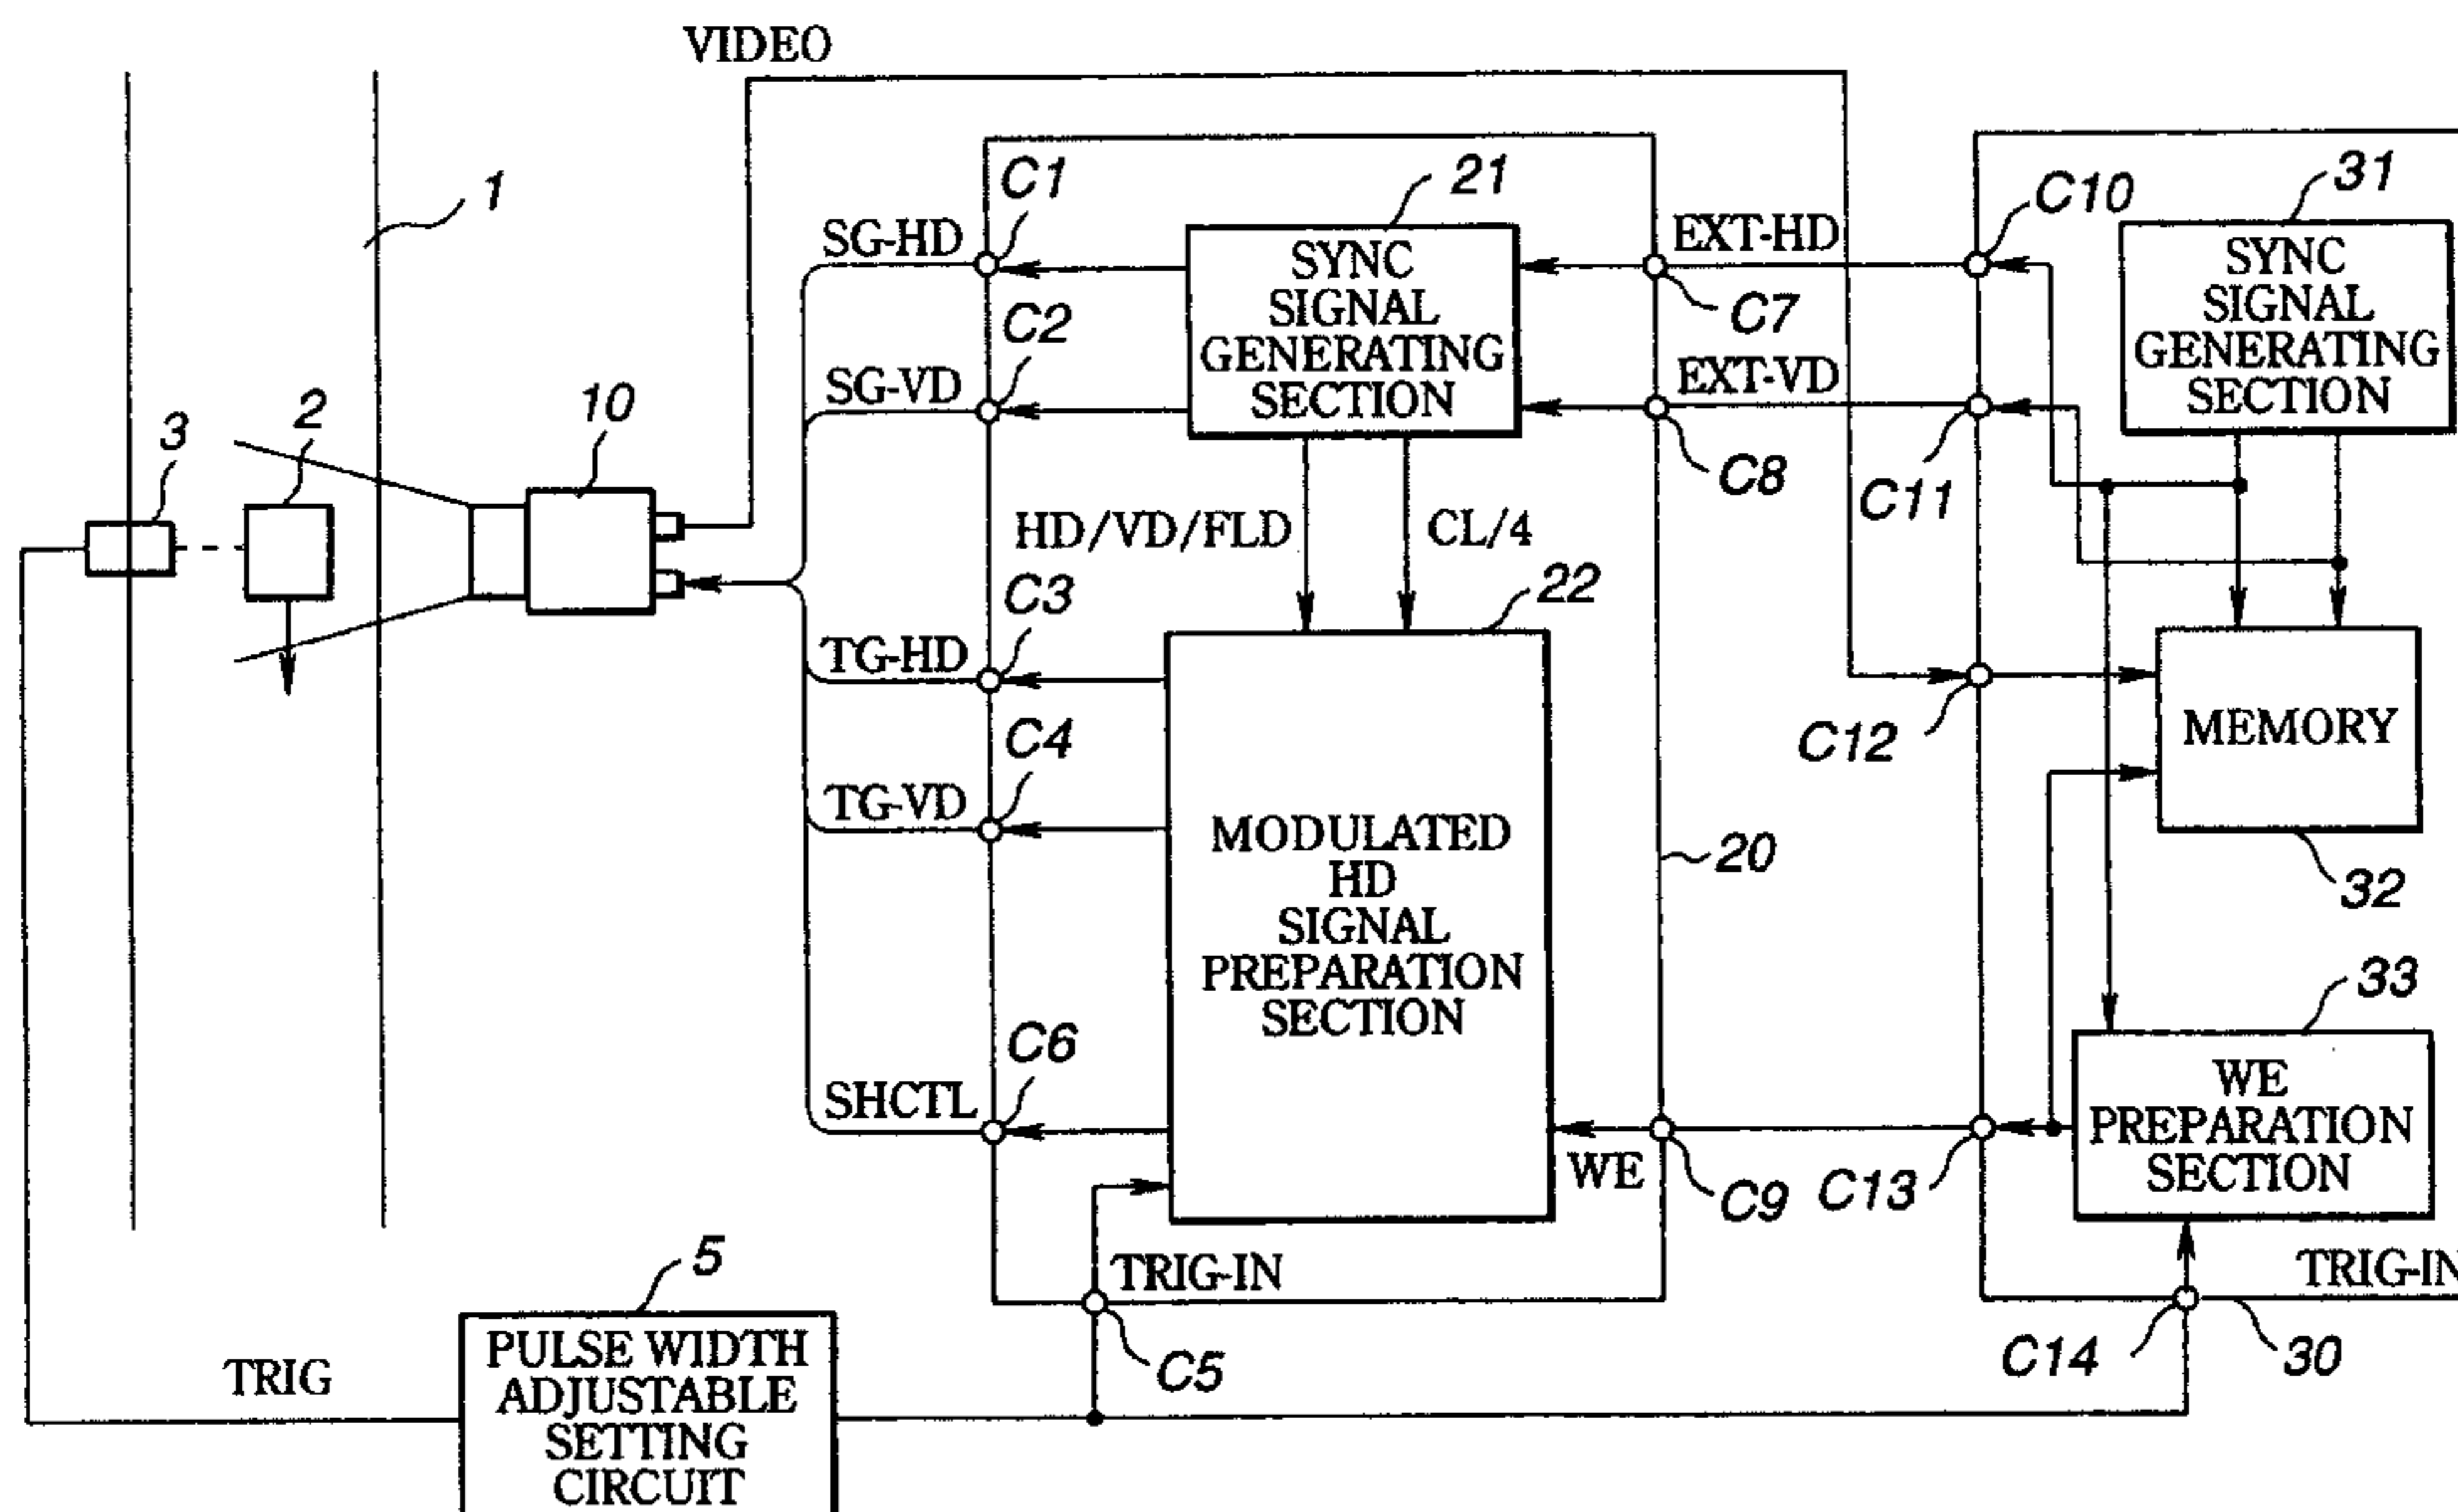 VIDEO
1
2
3
10
SG-HD
C1
SG-VD
C2
21
SYNC
SIGNAL
GENERATING
SECTION
EXT-HD
C7
EXT-VD
C8
C10
C11
31
SYNC
SIGNAL
GENERATING
SECTION
HD/VD/FLD
CL/4
22
TG-HD
C3
TG-VD
C4
MODULATED
HD
SIGNAL
PREPARATION
SECTION
20
C12
MEMORY
32
SHCTL
C6
WE
C9
C13
33
WE
PREPARATION
SECTION
TRIG-IN
C5
TRIG-IN
C14
30
TRIG
5
PULSE WIDTH
ADJUSTABLE
SETTING
CIRCUIT